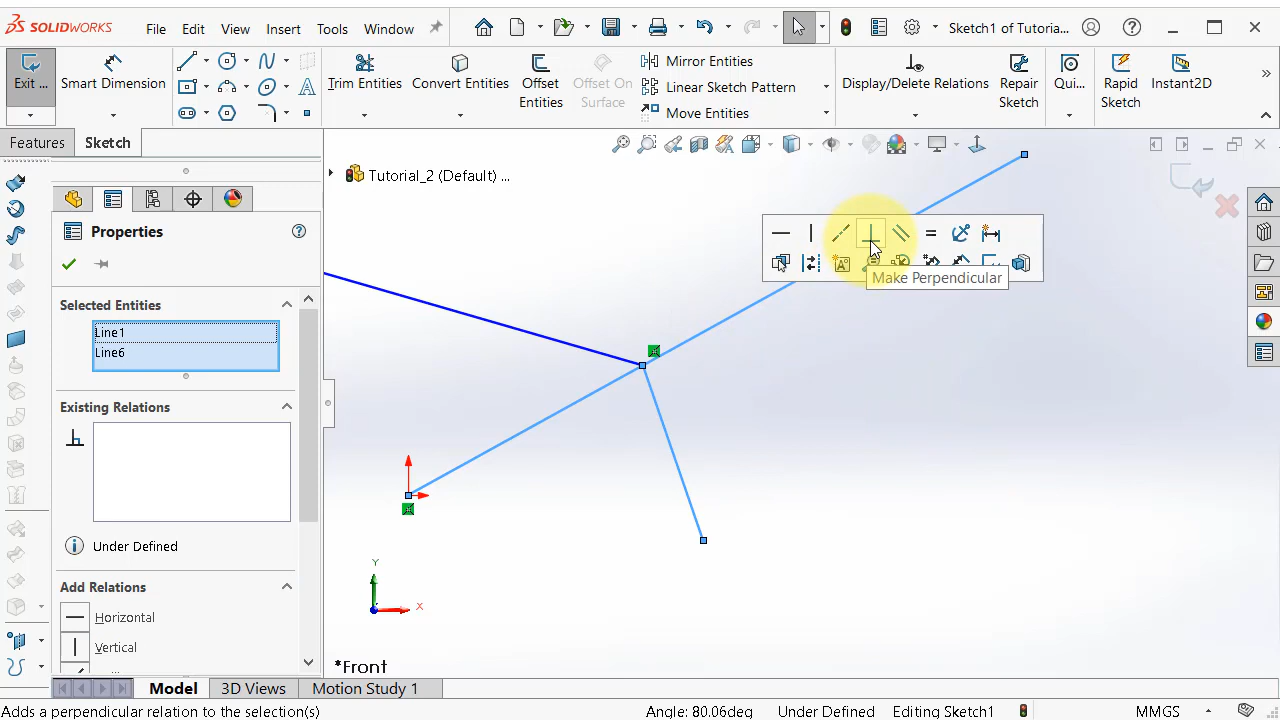 SOLIDWORKS
File
Edit
View
Insert
Tools
Window
Sketch1 of Tutoria...
Exit ...
Smart Dimension
Trim Entities
Convert Entities
Offset Entities
Offset On Surface
Mirror Entities
Linear Sketch Pattern
Move Entities
Display/Delete Relations
Repair Sketch
Qui...
Rapid Sketch
Instant2D
Features
Sketch
Tutorial_2 (Default) ...
Properties
Selected Entities
Line1
Line6
Existing Relations
Under Defined
Add Relations
Horizontal
Vertical
Make Perpendicular
Y
X
*Front
Model
3D Views
Motion Study 1
Adds a perpendicular relation to the selection(s)
Angle: 80.06deg
Under Defined
Editing Sketch1
MMGS